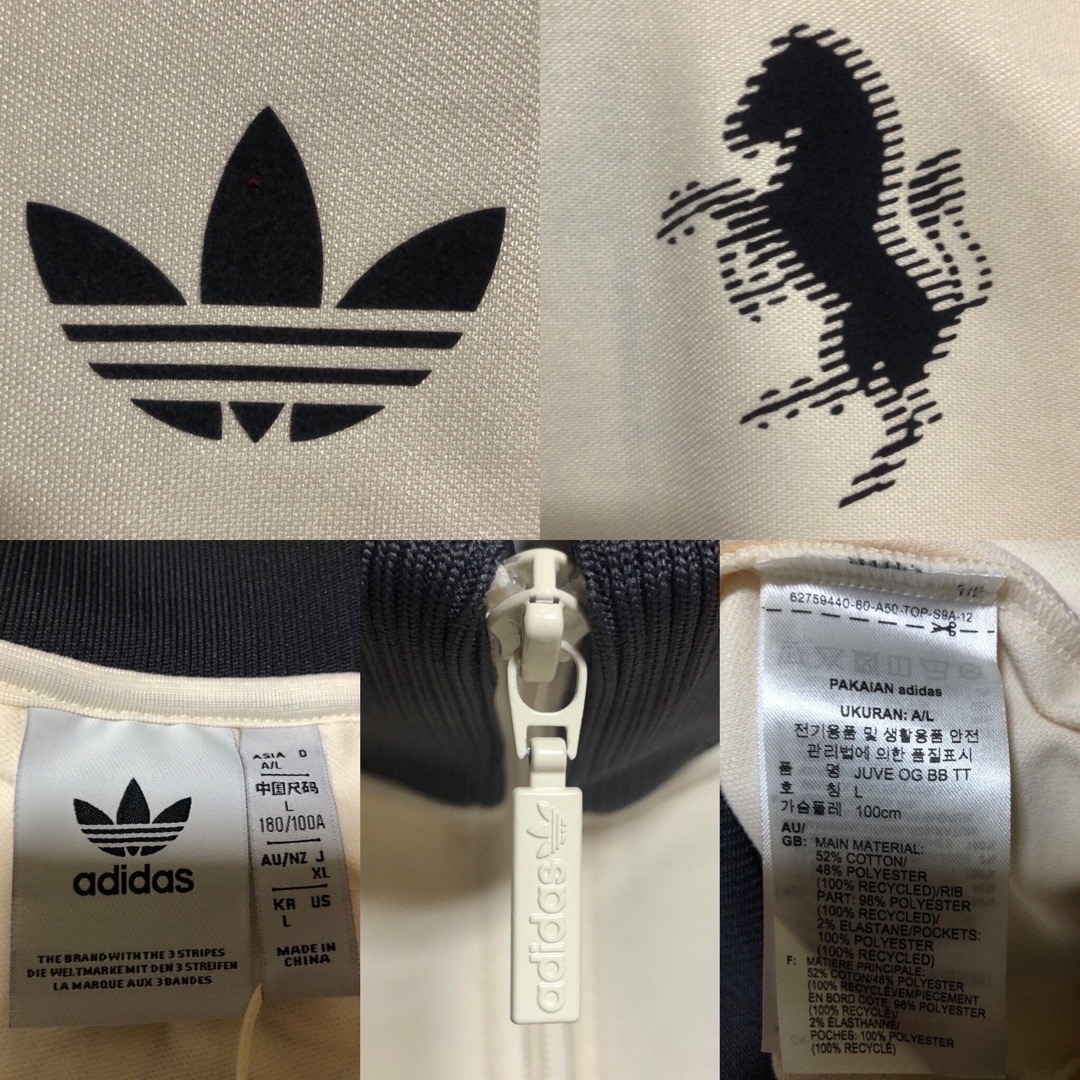 adidas
THE BRAND WITH THE 3 STRIPES
DIE WELTMARKE MIT DEN 3 STREIFEN
LA MARQUE AUX 3 BANDES
ASIA D
A/L
中国尺码
L
180/100A
AU/NZ J
XL
KR US
L
MADE IN
CHINA
adidas
62759440-60-A50-TOP-S9A-12
PAKAIAN adidas
UKURAN: A/L
전기용품 및 생활용품 안전
관리법에 의한 품질표시
품 명 JUVE OG BB TT
호 칭 L
가슴둘레 100cm
AU/
GB: MAIN MATERIAL:
52% COTTON/
48% POLYESTER
(100% RECYCLED)/RIB
PART: 98% POLYESTER
(100% RECYCLED)/
2% ELASTANE/POCKETS:
100% POLYESTER
(100% RECYCLED)
F: MATIÈRE PRINCIPALE:
52% COTTON/48% POLYESTER
(100% RECYCLÉ)/EMPIECEMENT
EN BORD COTE: 98% POLYESTER
(100% RECYCLÉ)/
2% ÉLASTHANNE/
POCHES: 100% POLYESTER
(100% RECYCLÉ)